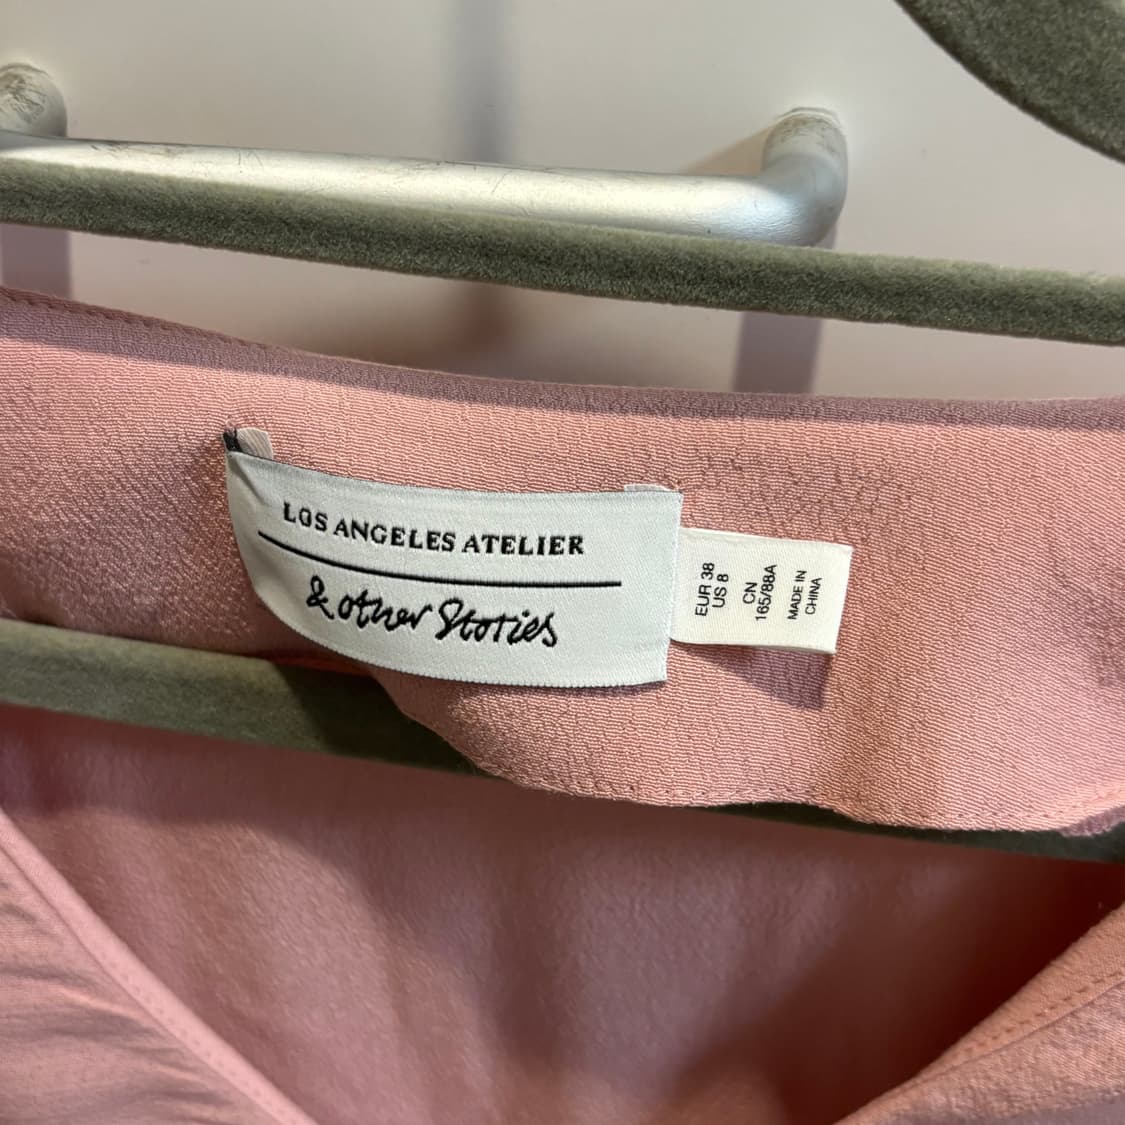 LOS ANGELES ATELIER
& other Stories
EUR 38
US 8
CN
165/88A
MADE IN
CHINA